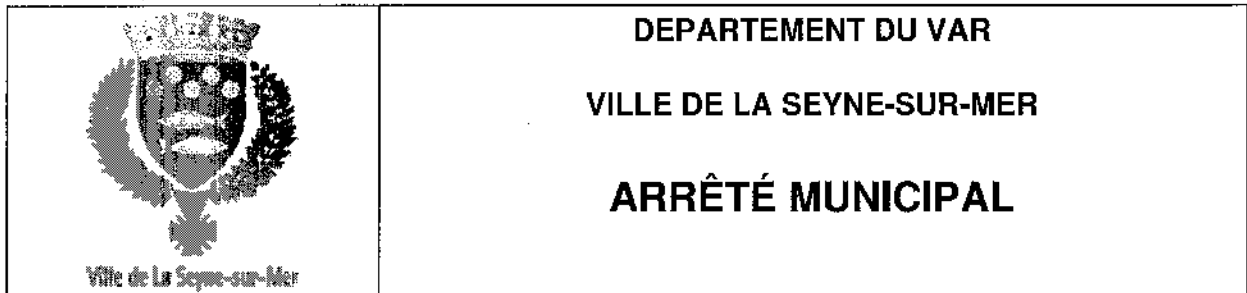 DEPARTEMENT DU VAR
VILLE DE LA SEYNE-SUR-MER
ARRÊTÉ MUNICIPAL
Ville de La Seyne-sur-Mer